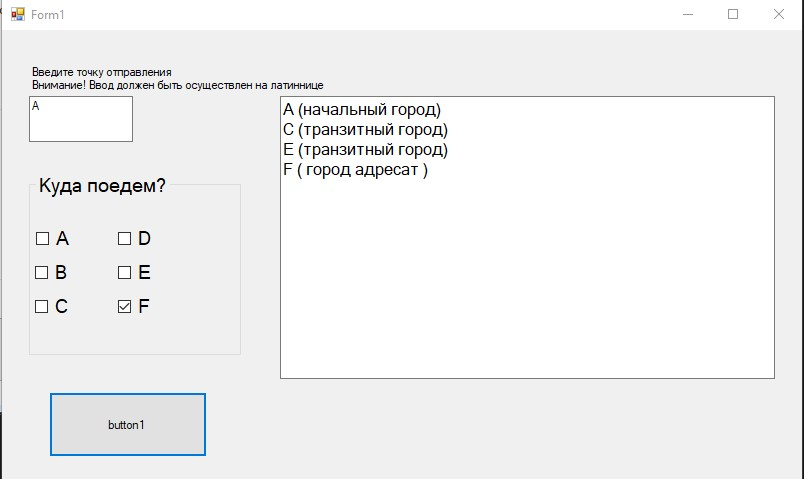 Form1
Введите точку отправления
Внимание! Ввод должен быть осуществлен на латиннице
A
A (начальный город)
C (транзитный город)
E (транзитный город)
F ( город адресат )
Куда поедем?
A D
B E
C F
button1